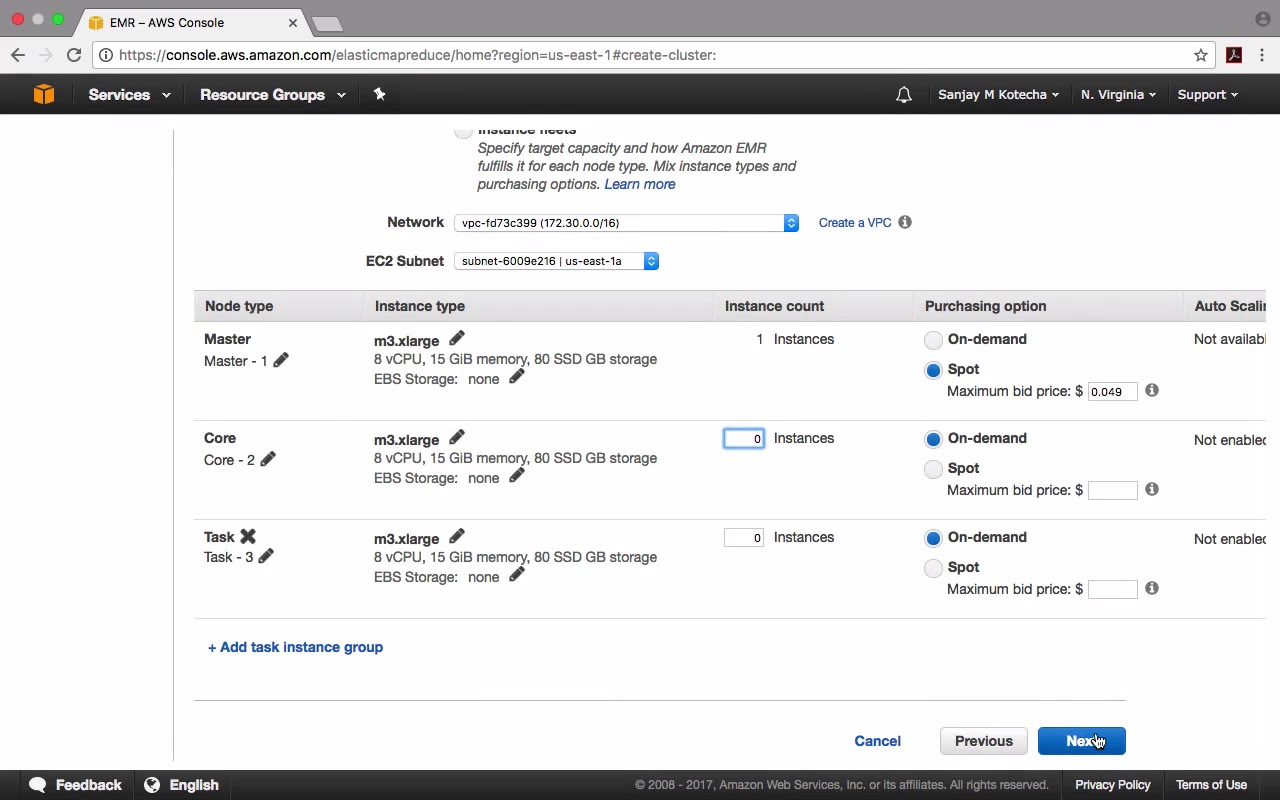 EMR – AWS Console
https://console.aws.amazon.com/elasticmapreduce/home?region=us-east-1#create-cluster:
Services Resource Groups Sanjay M Kotecha N. Virginia Support
Instance fleets
Specify target capacity and how Amazon EMR
fulfills it for each node type. Mix instance types and
purchasing options. Learn more
Network vpc-fd73c399 (172.30.0.0/16) Create a VPC
EC2 Subnet subnet-6009e216 | us-east-1a
Node type Instance type Instance count Purchasing option Auto Scalin
Master m3.xlarge 1 Instances On-demand Not availabl
Master - 1 8 vCPU, 15 GiB memory, 80 SSD GB storage Spot
EBS Storage: none Maximum bid price: $ 0.049
Core m3.xlarge 0 Instances On-demand Not enabled
Core - 2 8 vCPU, 15 GiB memory, 80 SSD GB storage Spot
EBS Storage: none Maximum bid price: $
Task m3.xlarge 0 Instances On-demand Not enabled
Task - 3 8 vCPU, 15 GiB memory, 80 SSD GB storage Spot
EBS Storage: none Maximum bid price: $
+ Add task instance group
Cancel Previous Next
Feedback English © 2008 - 2017, Amazon Web Services, Inc. or its affiliates. All rights reserved. Privacy Policy Terms of Use